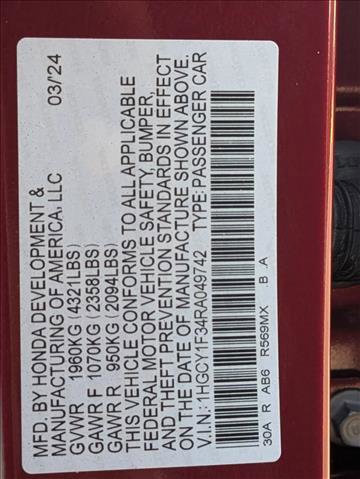 MFD. BY HONDA DEVELOPMENT &
MANUFACTURING OF AMERICA, LLC 03/24
GVWR 1960KG (4321LBS)
GAWR F 1070KG (2358LBS)
GAWR R 950KG (2094LBS)
THIS VEHICLE CONFORMS TO ALL APPLICABLE
FEDERAL MOTOR VEHICLE SAFETY, BUMPER,
AND THEFT PREVENTION STANDARDS IN EFFECT
ON THE DATE OF MANUFACTURE SHOWN ABOVE.
V.I.N.: 1HGCY1F34RA049742 TYPE: PASSENGER CAR
30A R AB6 R569MX B .A